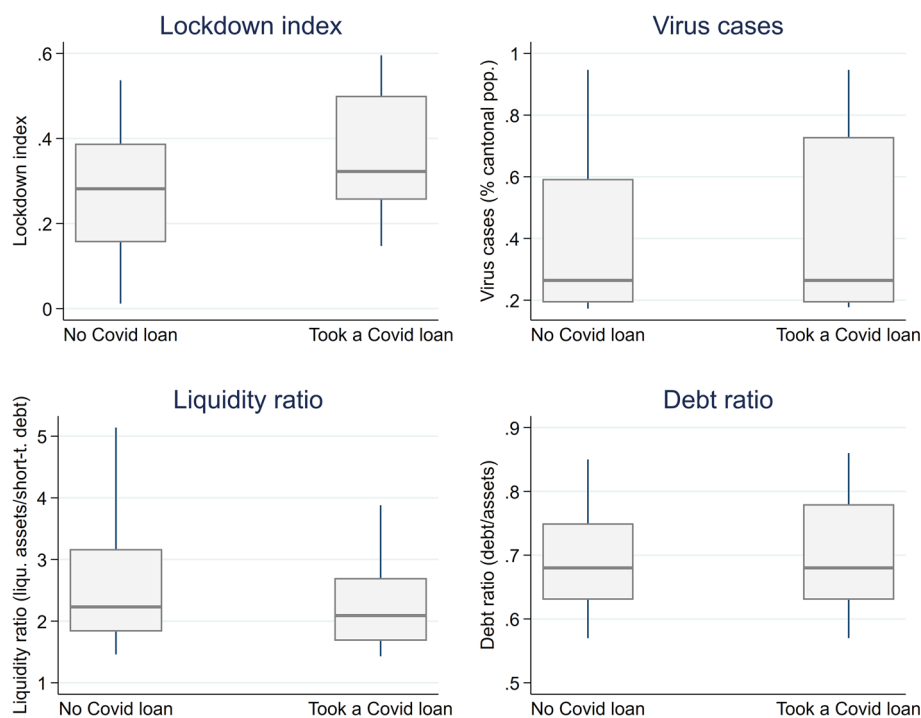 Lockdown index
Lockdown index
.6
.4
.2
0
No Covid loan
Took a Covid loan
Virus cases
Virus cases (% cantonal pop.)
1
.8
.6
.4
.2
No Covid loan
Took a Covid loan
Liquidity ratio
Liquidity ratio (liqu. assets/short-t. debt)
5
4
3
2
1
No Covid loan
Took a Covid loan
Debt ratio
Debt ratio (debt/assets)
.9
.8
.7
.6
.5
No Covid loan
Took a Covid loan